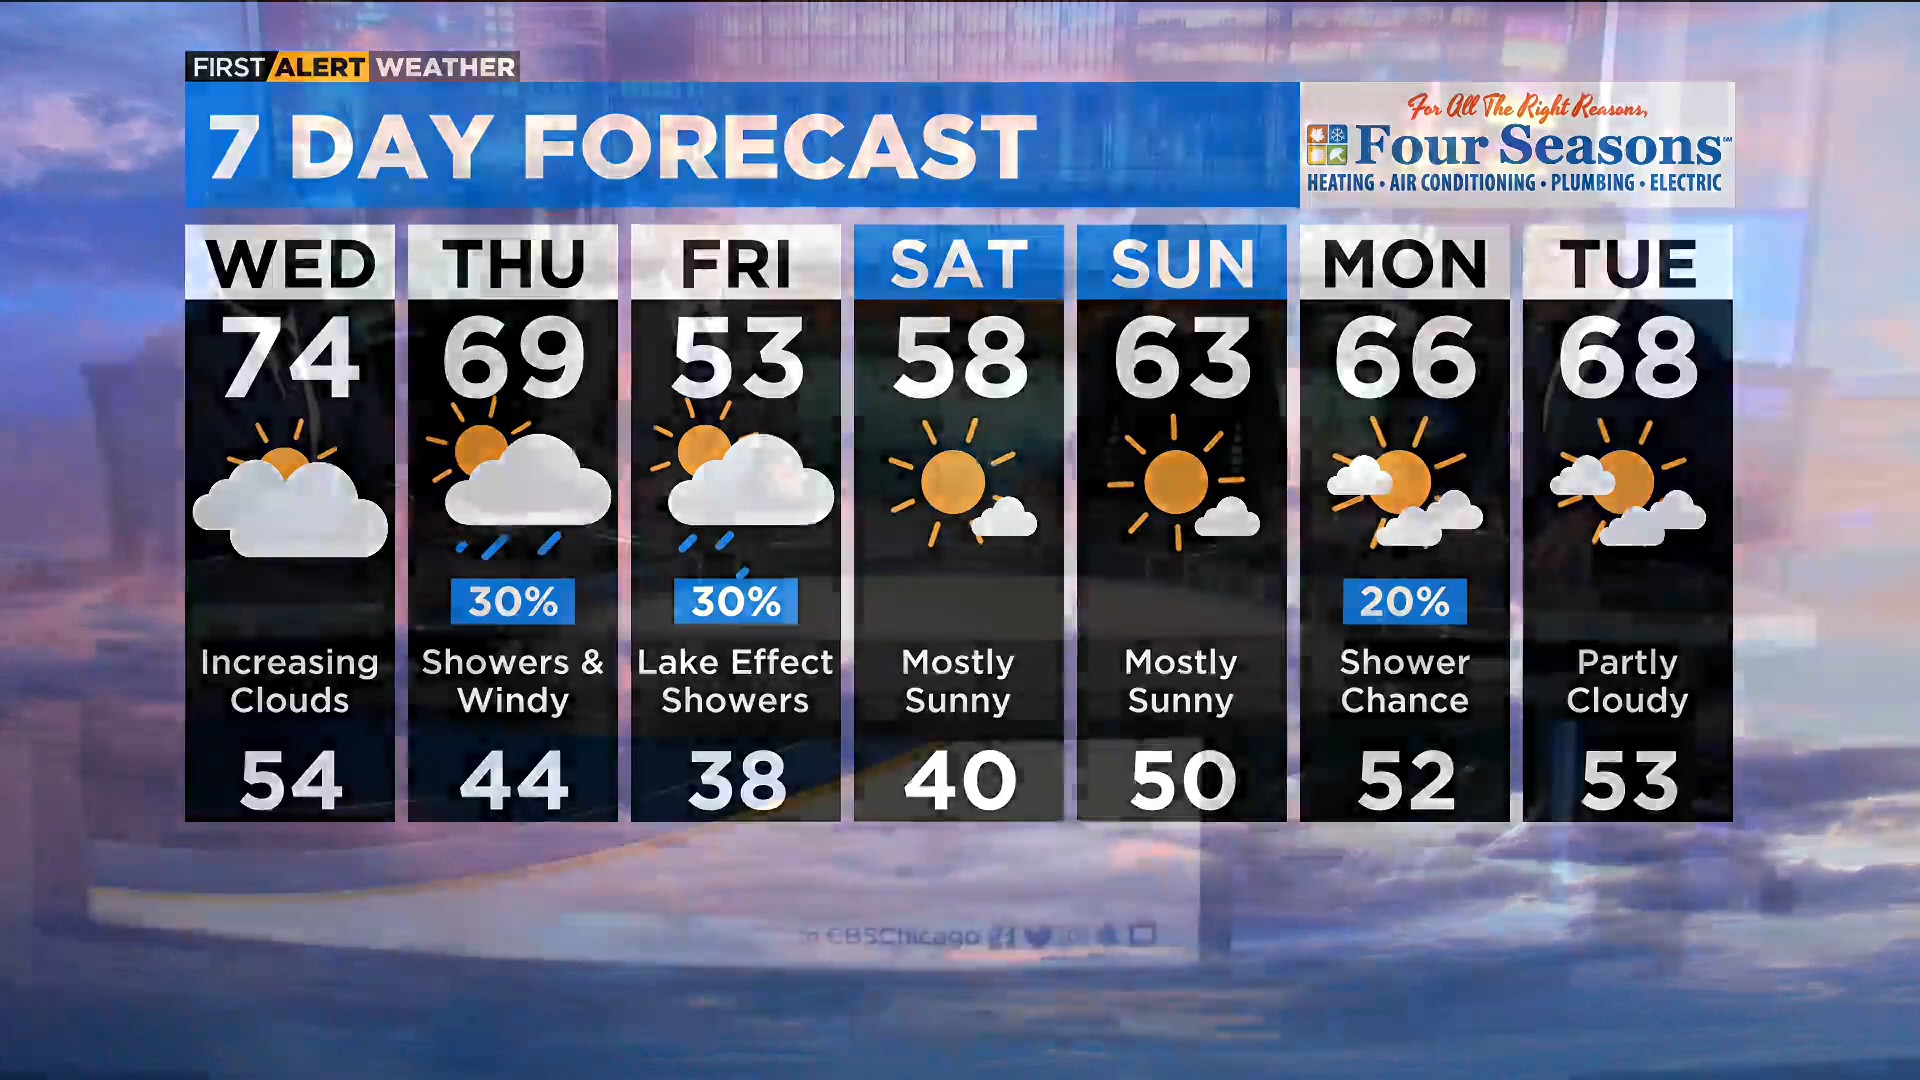 FIRST ALERT WEATHER
7 DAY FORECAST
For All The Right Reasons,
Four Seasons℠
HEATING • AIR CONDITIONING • PLUMBING • ELECTRIC
WED THU FRI SAT SUN MON TUE
74 69 53 58 63 66 68
30% 30% 20%
Increasing Showers & Lake Effect Mostly Mostly Shower Partly
Clouds Windy Showers Sunny Sunny Chance Cloudy
54 44 38 40 50 52 53
CBSChicago